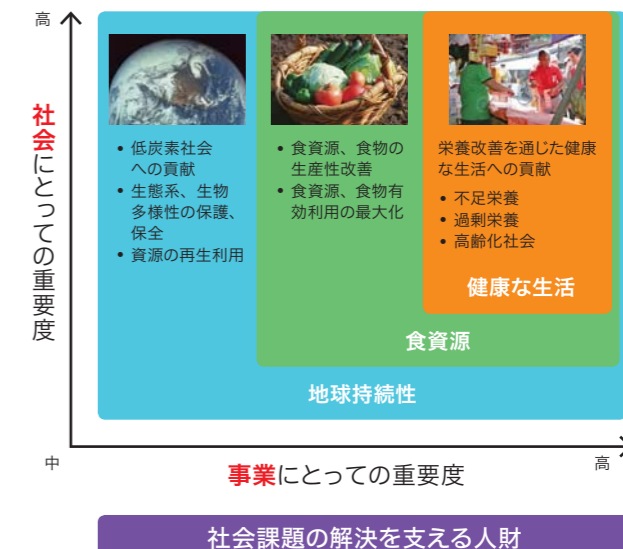 高
社会にとっての重要度
• 低炭素社会
への貢献
• 生態系、生物
多様性の保護、
保全
• 資源の再生利用
• 食資源、食物の
生産性改善
• 食資源、食物有
効利用の最大化
栄養改善を通じた健康
な生活への貢献
• 不足栄養
• 過剰栄養
• 高齢化社会
健康な生活
食資源
地球持続性
中
事業にとっての重要度
高
社会課題の解決を支える人財